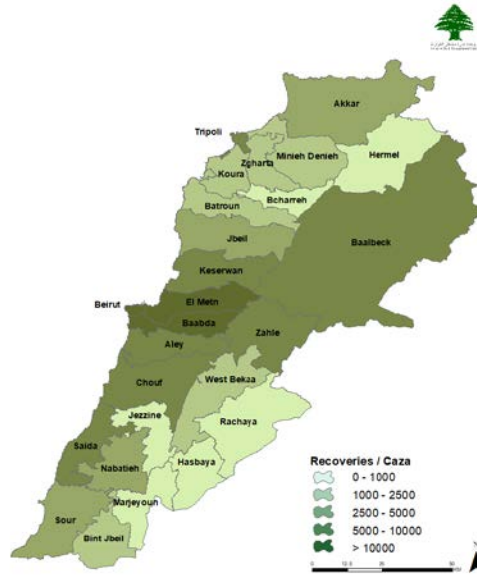 Akkar
Tripoli
Zgharta
Minieh Denieh
Hermel
Koura
Bcharreh
Batroun
Jbeil
Baalbeck
Keserwan
Beirut
El Metn
Baabda
Zahle
Aley
West Bekaa
Chouf
Jezzine
Rachaya
Saida
Nabatieh
Hasbaya
Marjeyoun
Sour
Bint Jbeil
Recoveries / Caza
0 - 1000
1000 - 2500
2500 - 5000
5000 - 10000
> 10000